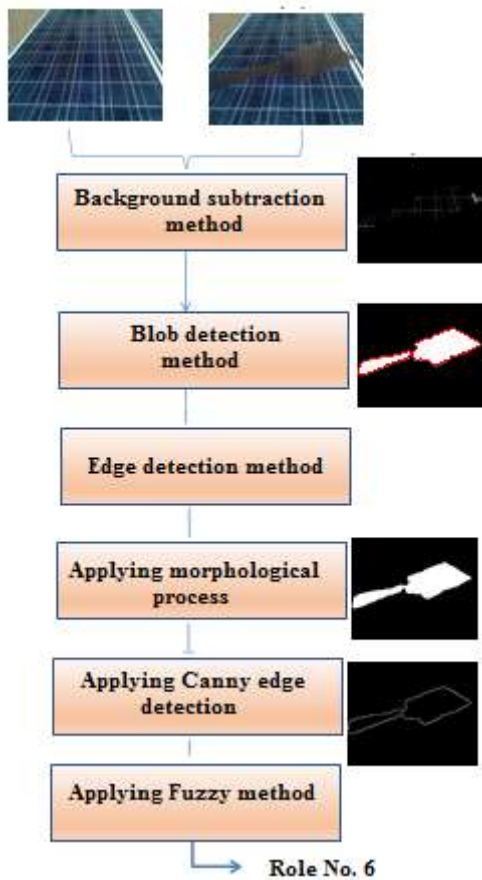 Background subtraction
method
Blob detection
method
Edge detection method
Applying morphological
process
Applying Canny edge
detection
Applying Fuzzy method
Role No. 6